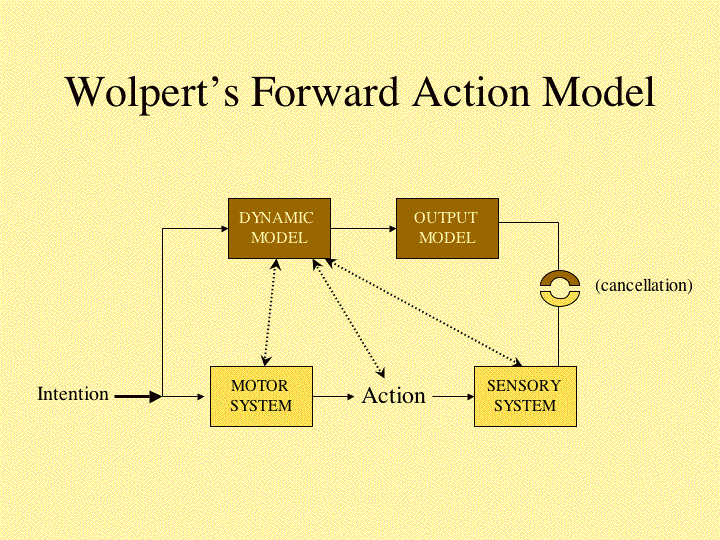 Wolpert’s Forward Action Model
DYNAMIC
MODEL
OUTPUT
MODEL
(cancellation)
Intention
MOTOR
SYSTEM
Action
SENSORY
SYSTEM